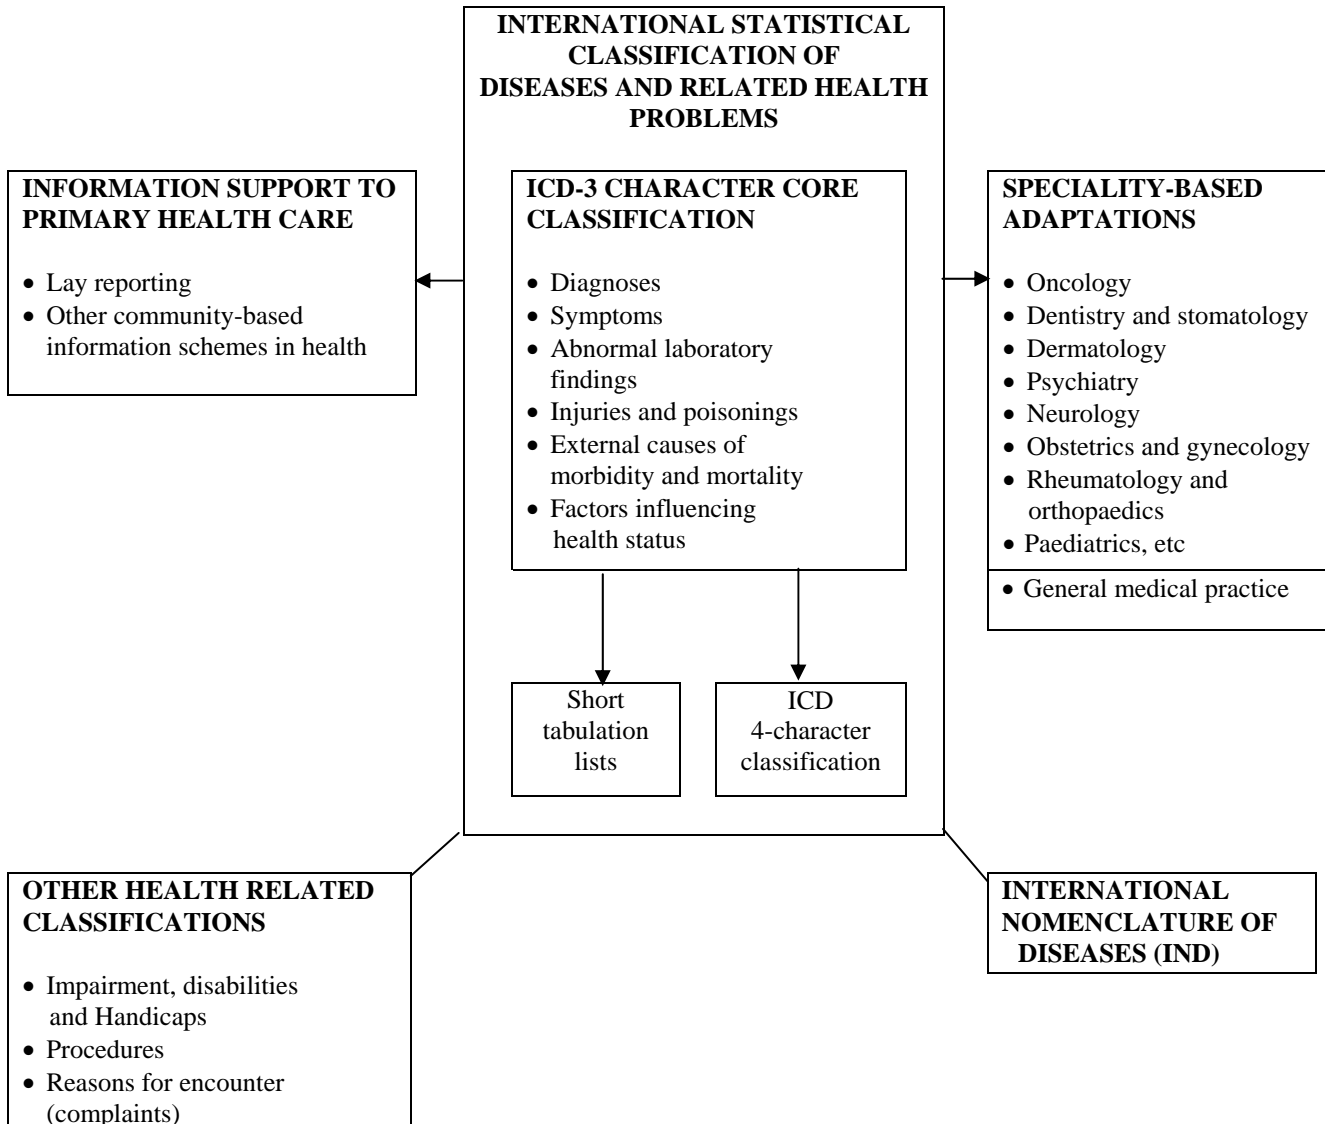 INTERNATIONAL STATISTICAL
CLASSIFICATION OF
DISEASES AND RELATED HEALTH
PROBLEMS
INFORMATION SUPPORT TO
PRIMARY HEALTH CARE
• Lay reporting
• Other community-based
information schemes in health
ICD-3 CHARACTER CORE
CLASSIFICATION
• Diagnoses
• Symptoms
• Abnormal laboratory
findings
• Injuries and poisonings
• External causes of
morbidity and mortality
• Factors influencing
health status
SPECIALITY-BASED
ADAPTATIONS
• Oncology
• Dentistry and stomatology
• Dermatology
• Psychiatry
• Neurology
• Obstetrics and gynecology
• Rheumatology and
orthopaedics
• Paediatrics, etc
• General medical practice
Short
tabulation
lists
ICD
4-character
classification
OTHER HEALTH RELATED
CLASSIFICATIONS
• Impairment, disabilities
and Handicaps
• Procedures
• Reasons for encounter
(complaints)
INTERNATIONAL
NOMENCLATURE OF
DISEASES (IND)